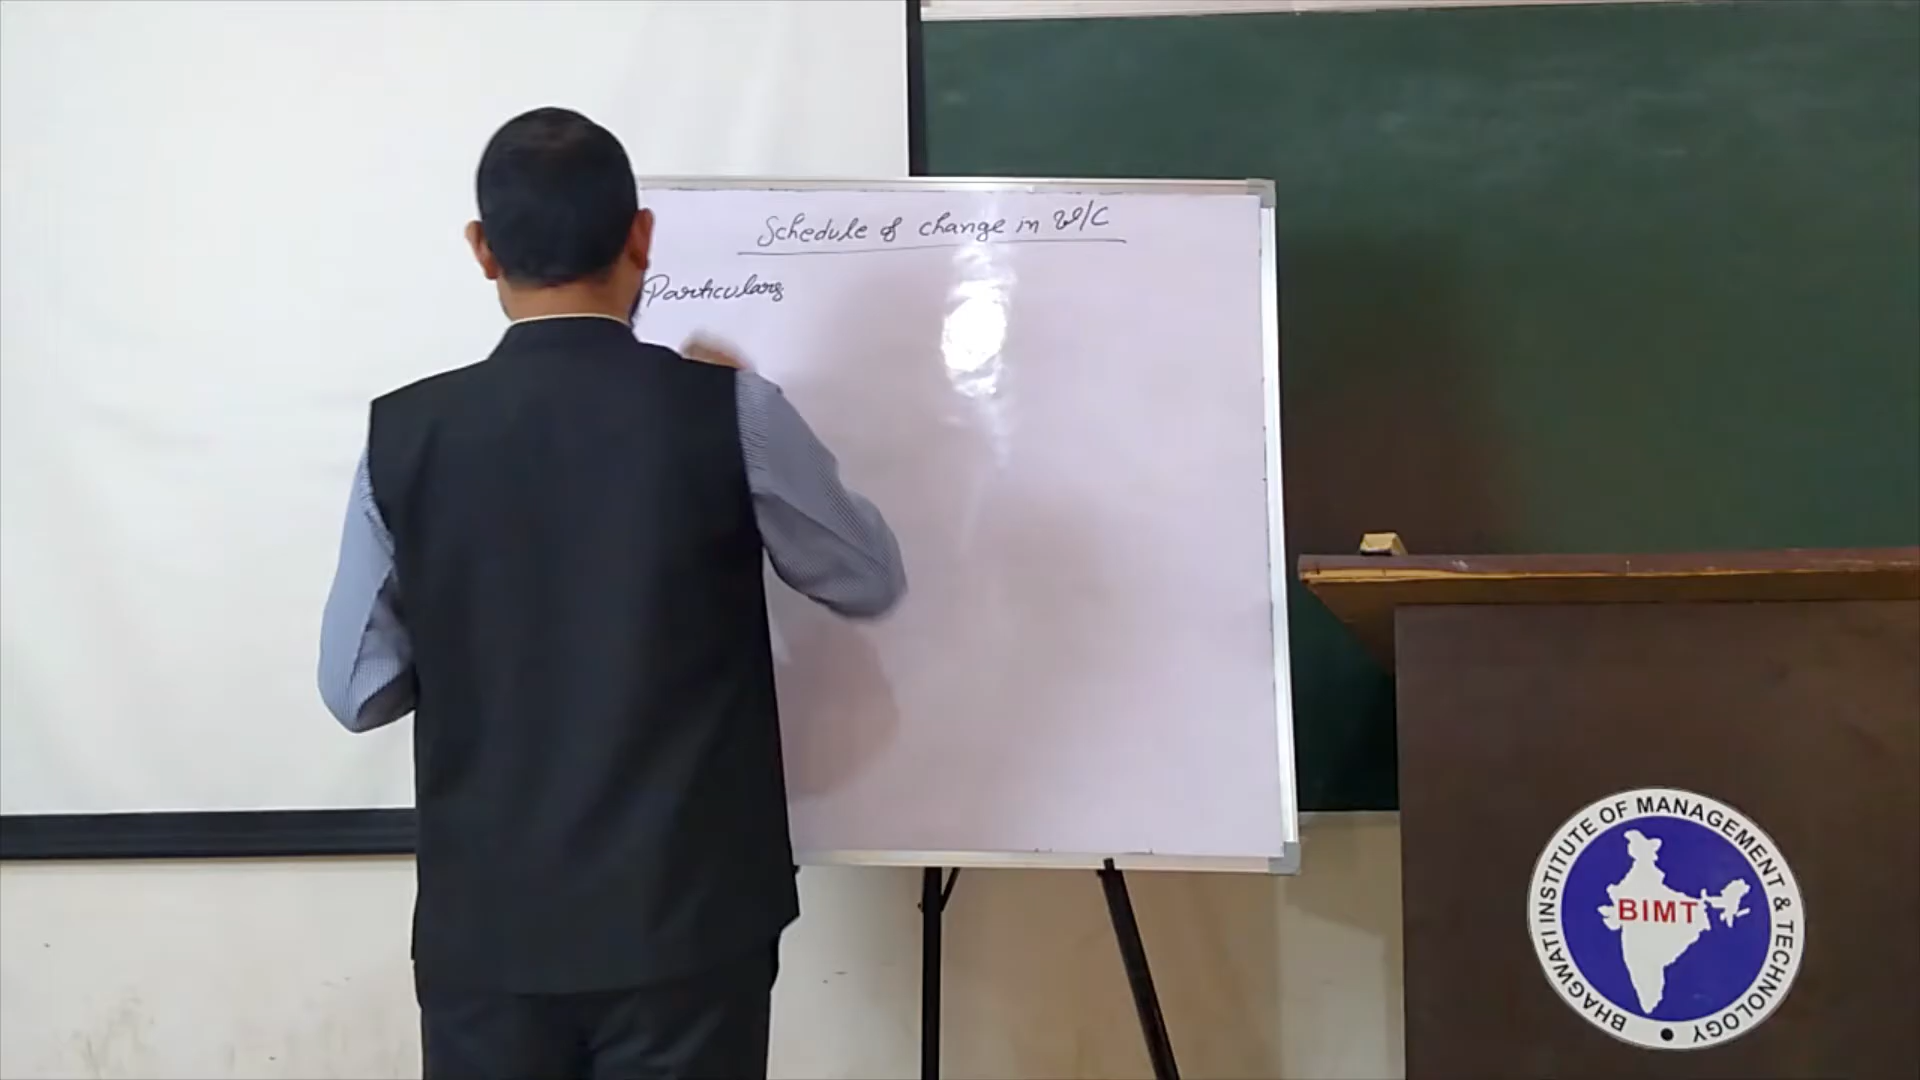 Schedule of change in W/C
Particulars
BHAGWATI INSTITUTE OF MANAGEMENT & TECHNOLOGY
BIMT